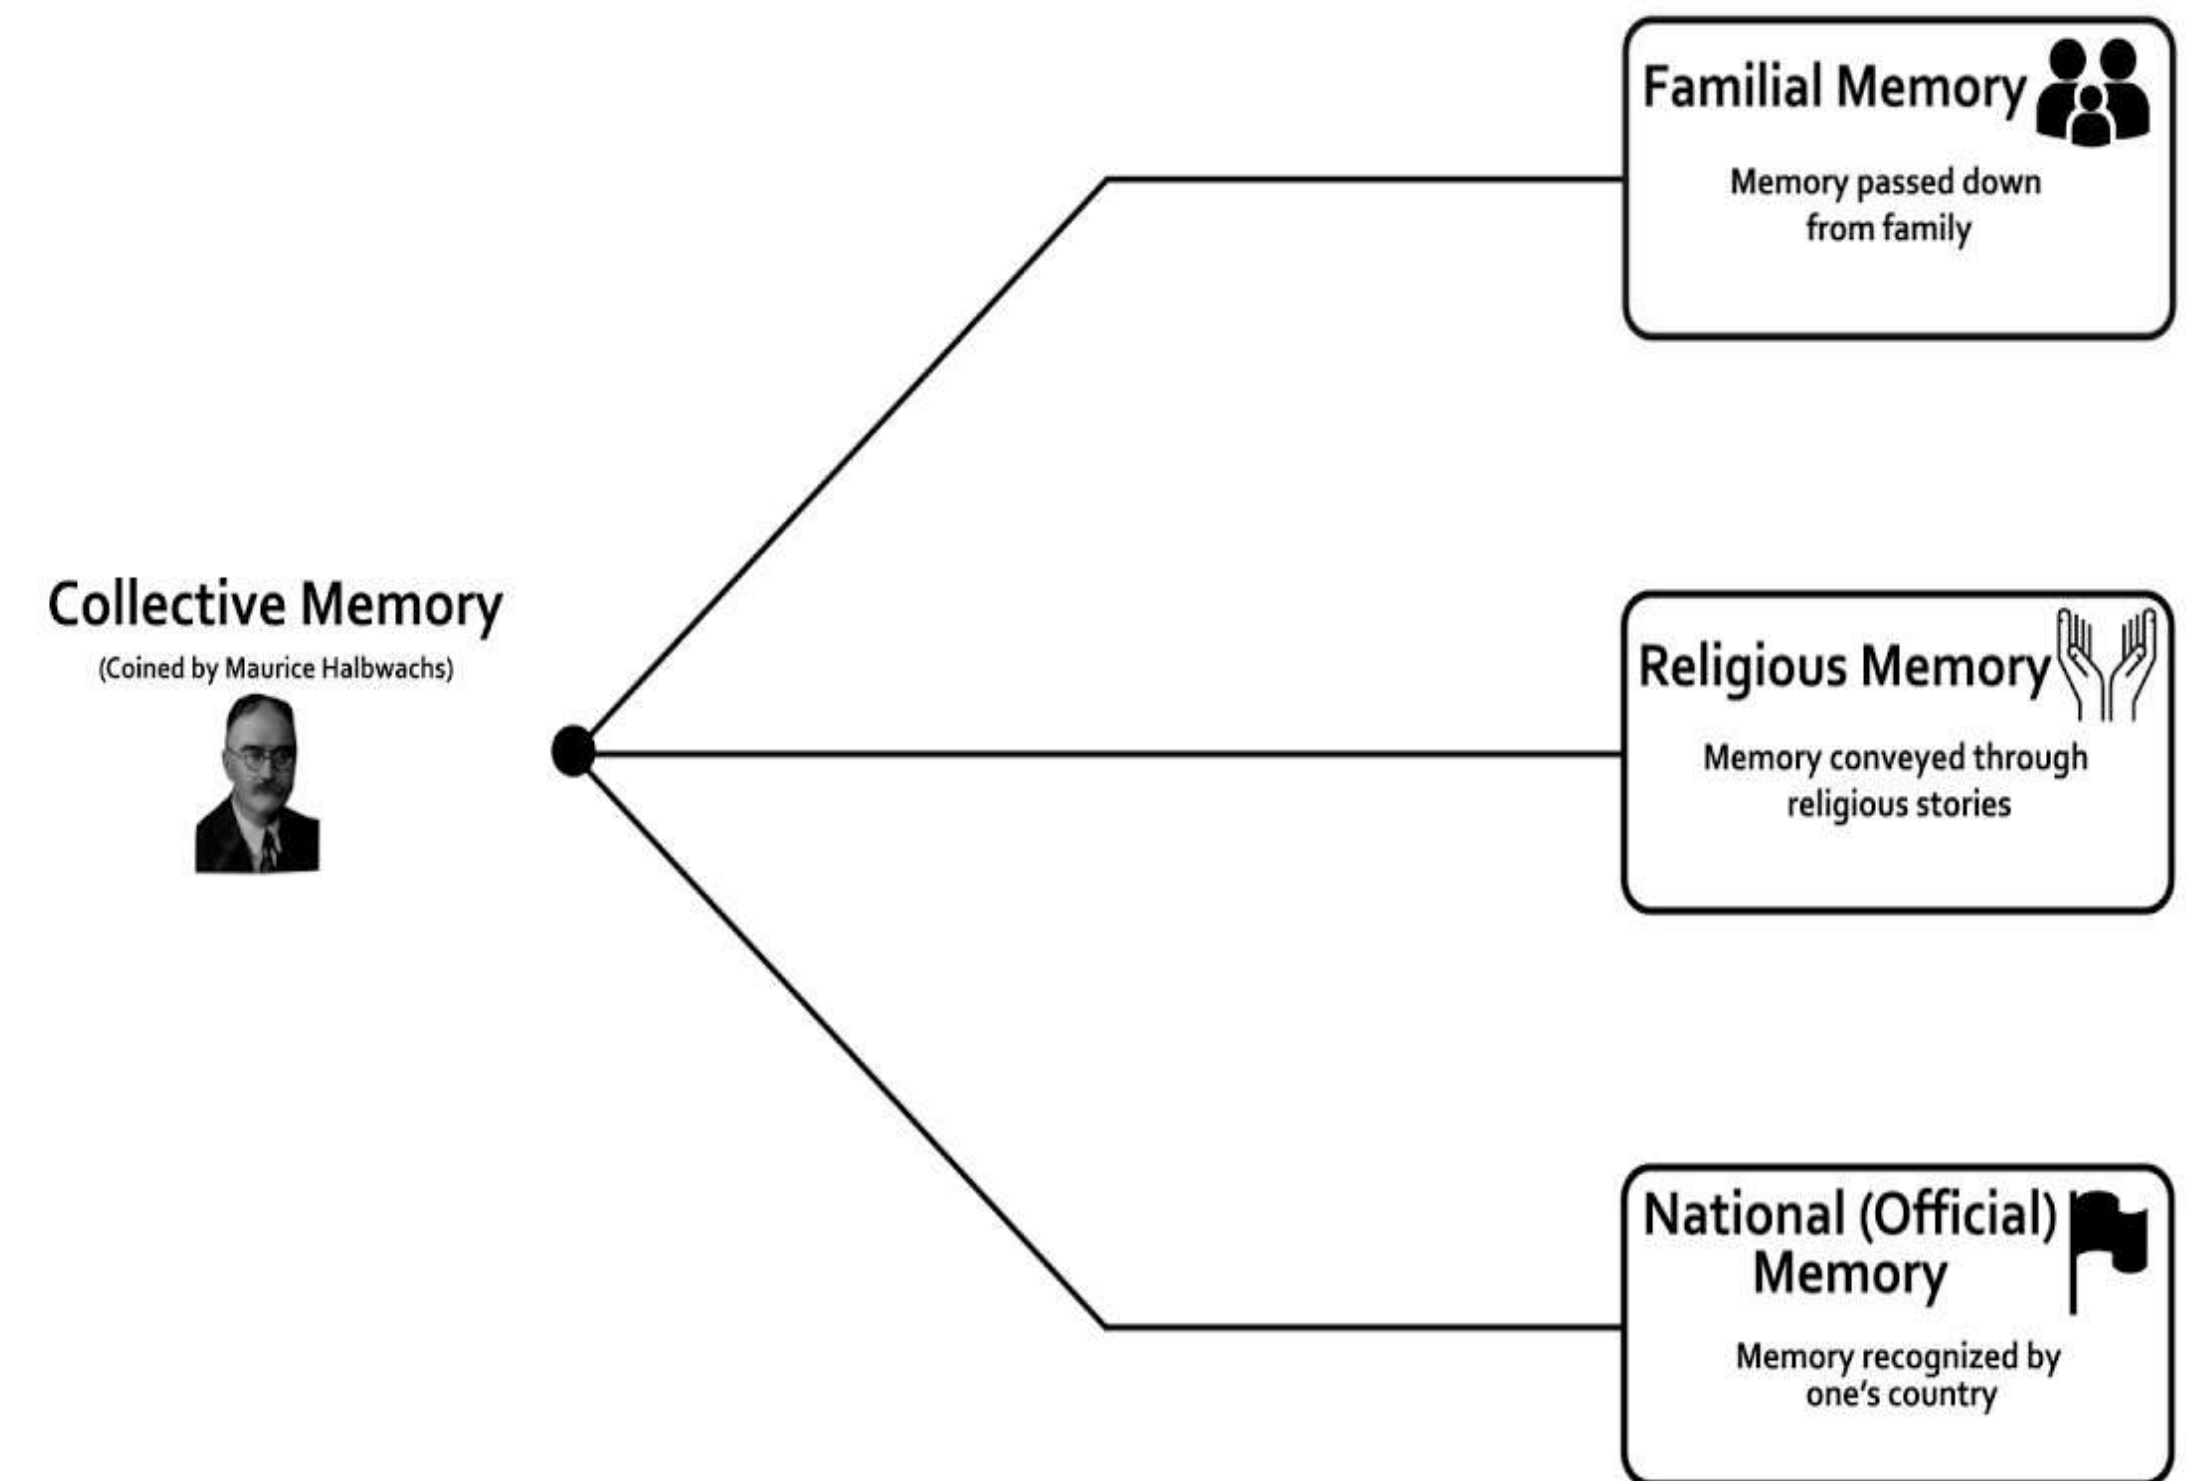 Collective Memory
(Coined by Maurice Halbwachs)
Familial Memory
Memory passed down
from family
Religious Memory
Memory conveyed through
religious stories
National (Official)
Memory
Memory recognized by
one's country